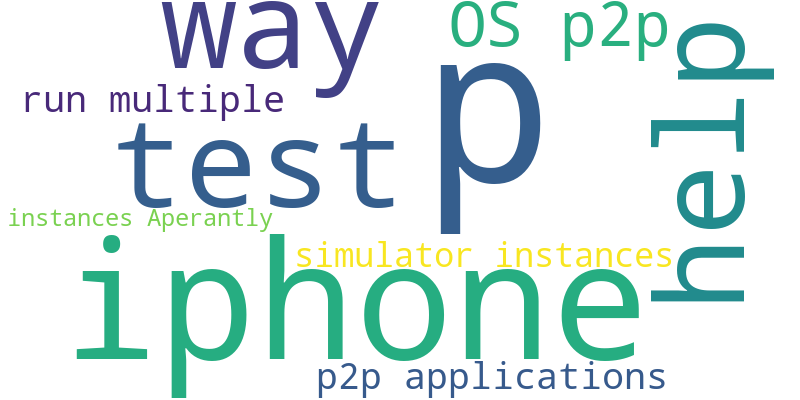 way
OS p2p
run multiple
p
help
test
instances Aperantly
iphone
simulator instances
p2p applications